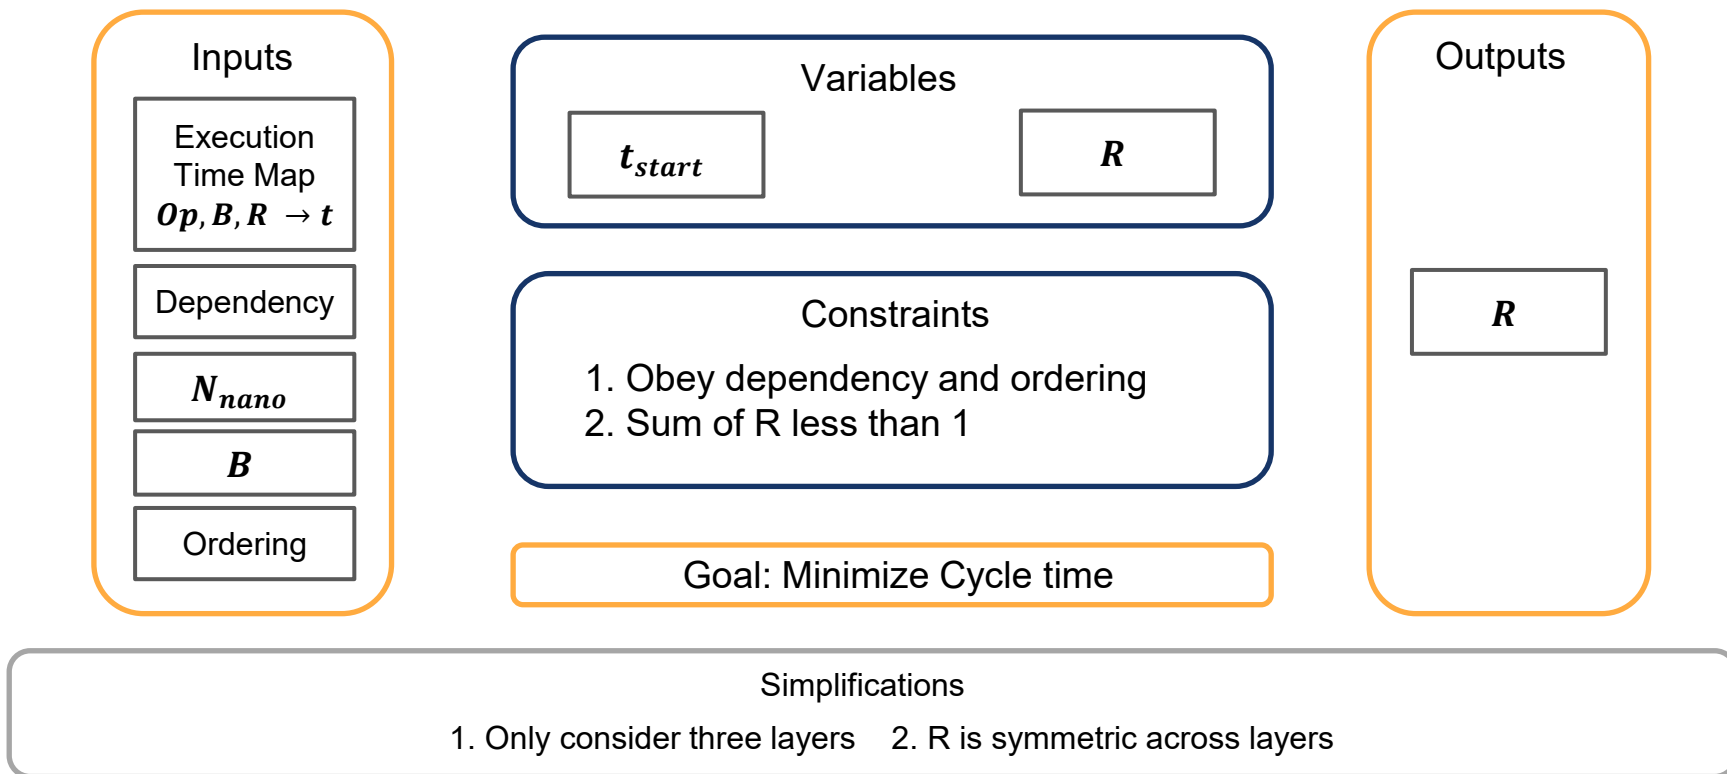 Inputs
Execution
Time Map
Op, B, R → t
Dependency
N_nano
B
Ordering
Variables
t_start
R
Constraints
1. Obey dependency and ordering
2. Sum of R less than 1
Goal: Minimize Cycle time
Outputs
R
Simplifications
1. Only consider three layers 2. R is symmetric across layers